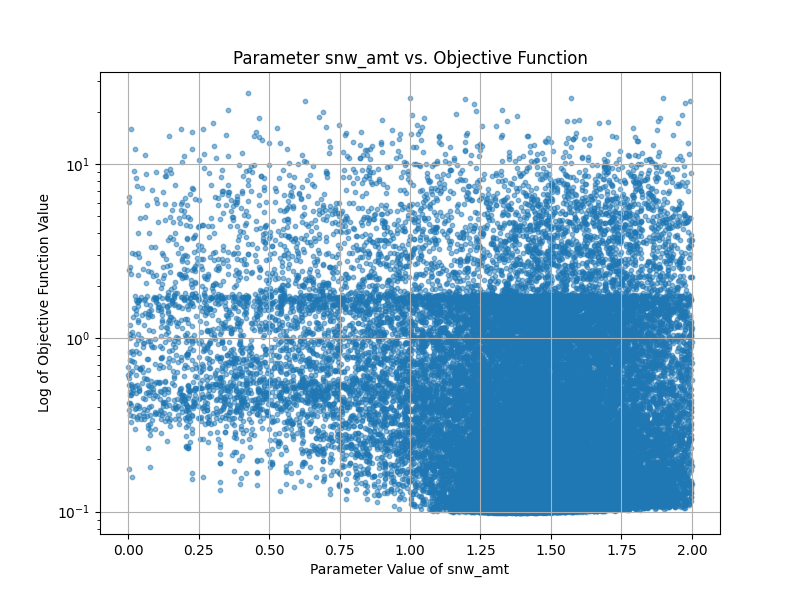 Parameter snw_amt vs. Objective Function
Log of Objective Function Value
10¹
10⁰
10⁻¹
0.00 0.25 0.50 0.75 1.00 1.25 1.50 1.75 2.00
Parameter Value of snw_amt